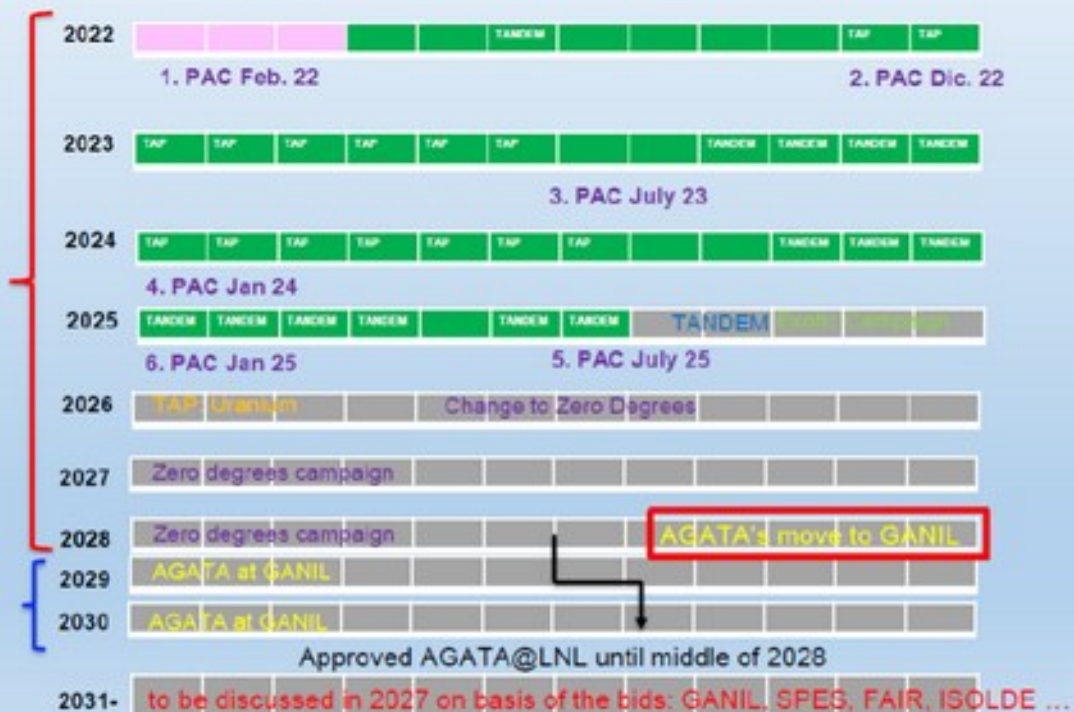 2022 TANDEM TAP TAP
1. PAC Feb. 22 2. PAC Dic. 22
2023 TAP TAP TAP TAP TAP TAP TANDEM TANDEM TANDEM TANDEM
3. PAC July 23
2024 TAP TAP TAP TAP TAP TAP TAP TANDEM TANDEM TANDEM
4. PAC Jan 24
2025 TANDEM TANDEM TANDEM TANDEM TANDEM TANDEM TANDEM
6. PAC Jan 25 5. PAC July 25
2026 TAP Uranium Change to Zero Degrees
2027 Zero degrees campaign
2028 Zero degrees campaign AGATA's move to GANIL
2029 AGATA at GANIL
2030 AGATA at GANIL
Approved AGATA@LNL until middle of 2028
2031- to be discussed in 2027 on basis of the bids: GANIL, SPES, FAIR, ISOLDE ...